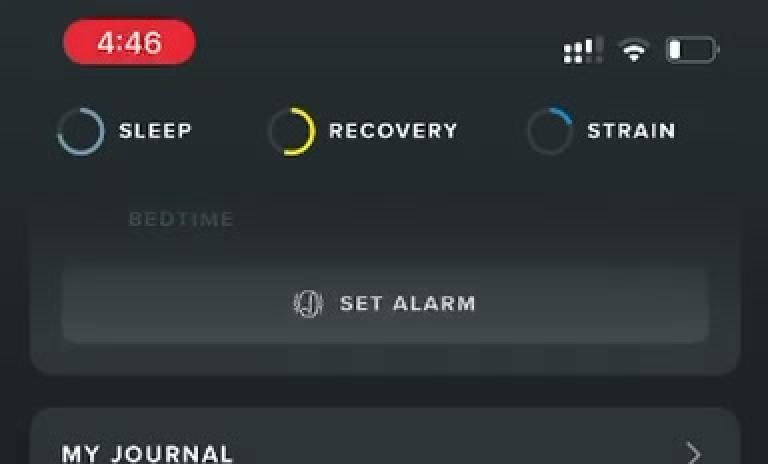 4:46
SLEEP RECOVERY STRAIN
BEDTIME
SET ALARM
MY JOURNAL